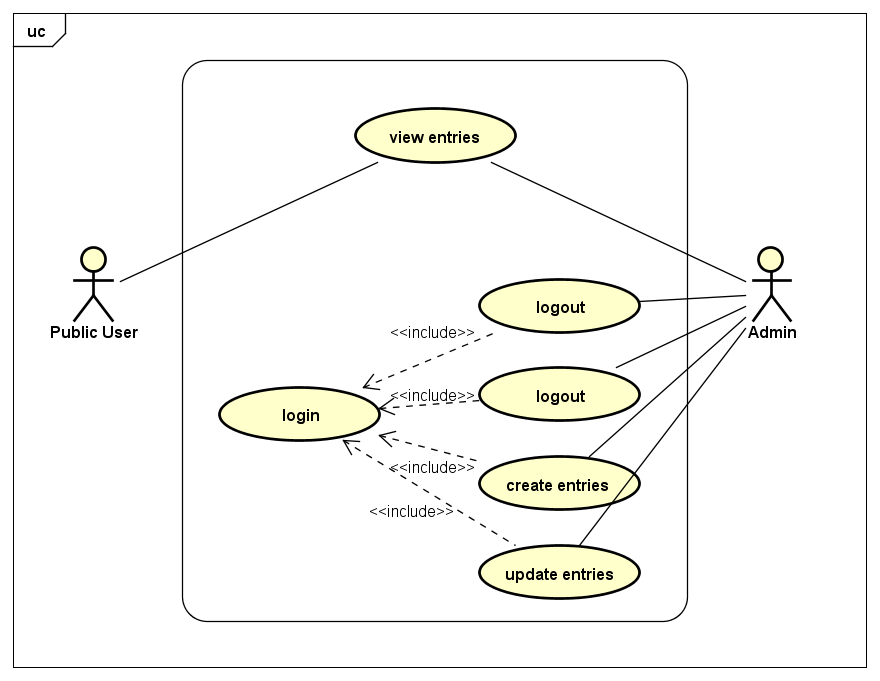 uc
view entries
Public User
Admin
logout
<<include>>
logout
<<include>>
login
<<include>>
create entries
<<include>>
update entries